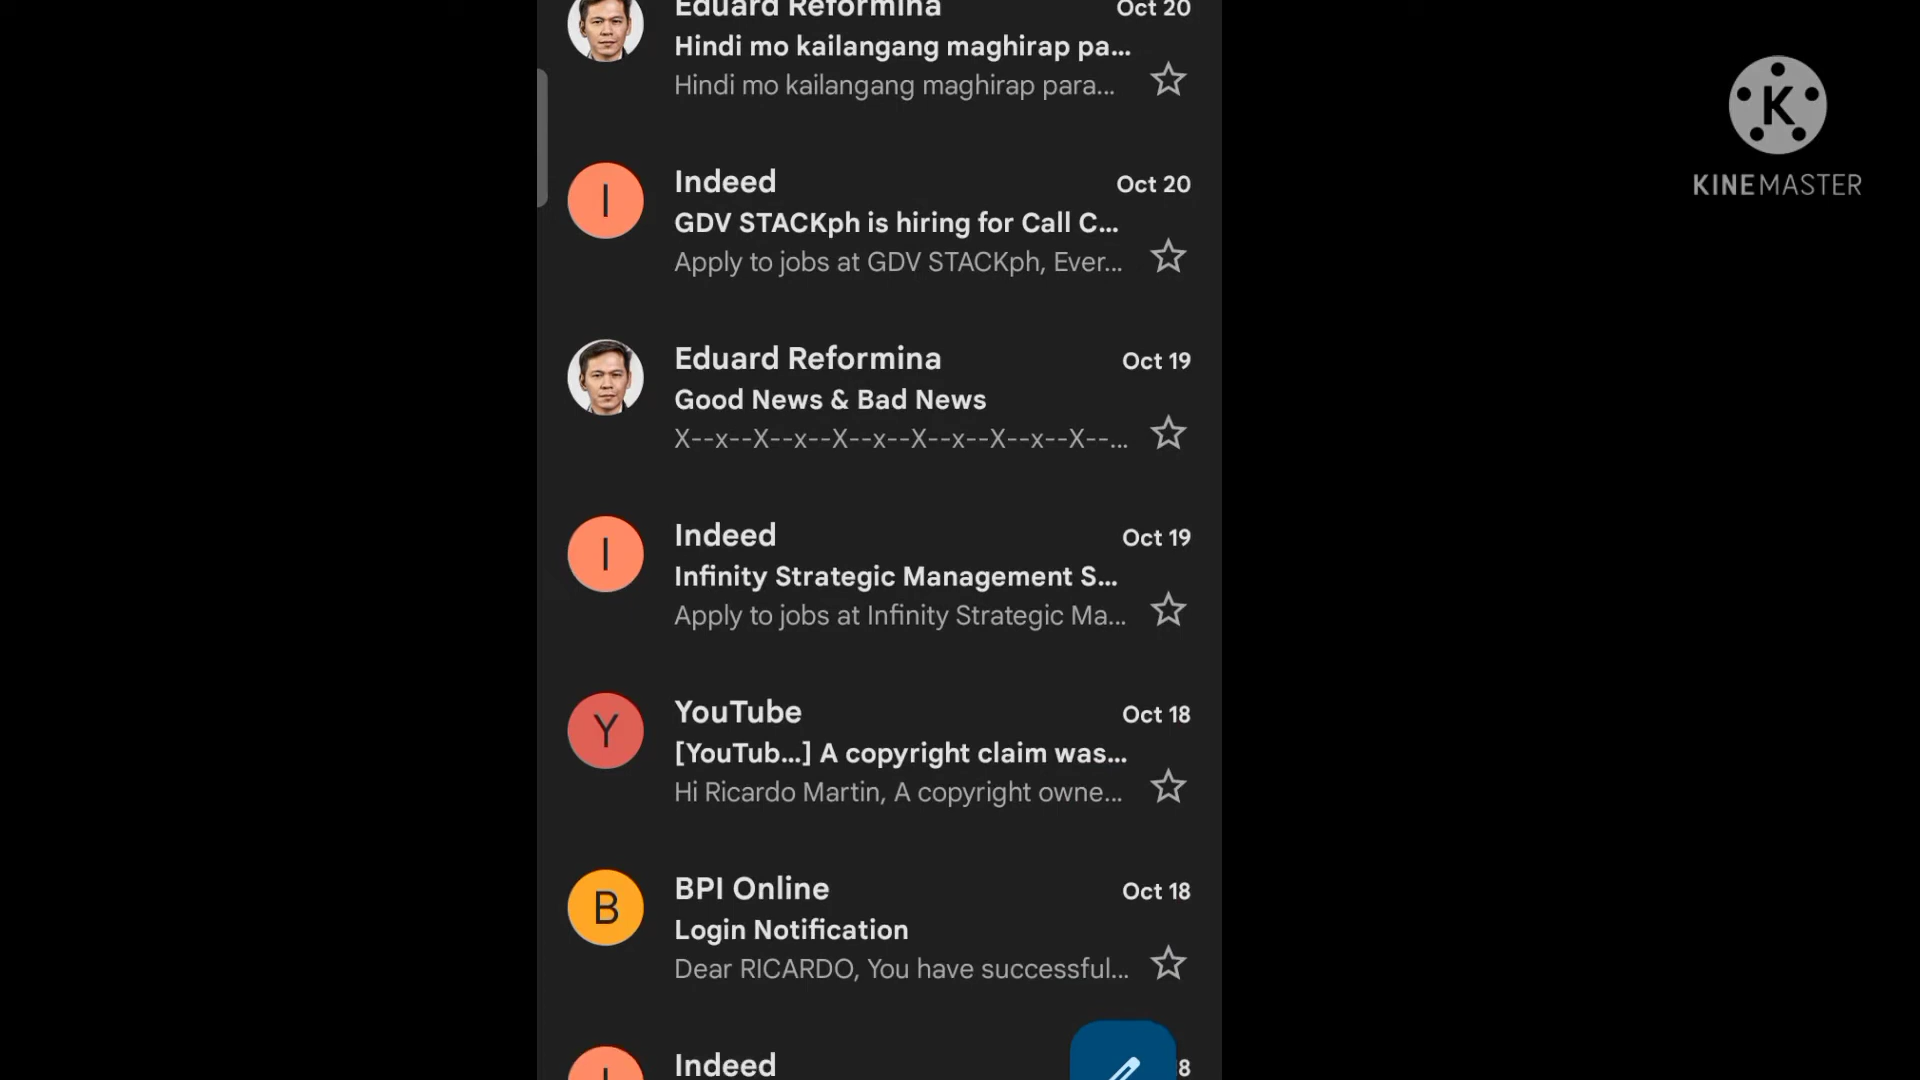 Eduard Reformina
Oct 20
Hindi mo kailangang maghirap pa...
Hindi mo kailangang maghirap para...
I
Indeed
Oct 20
GDV STACKph is hiring for Call C...
Apply to jobs at GDV STACKph, Ever...
Eduard Reformina
Oct 19
Good News & Bad News
X--x--X--x--X--x--X--x--X--x--X--...
I
Indeed
Oct 19
Infinity Strategic Management S...
Apply to jobs at Infinity Strategic Ma...
Y
YouTube
Oct 18
[YouTub...] A copyright claim was...
Hi Ricardo Martin, A copyright owne...
B
BPI Online
Oct 18
Login Notification
Dear RICARDO, You have successful...
Indeed
8
K
KINEMASTER